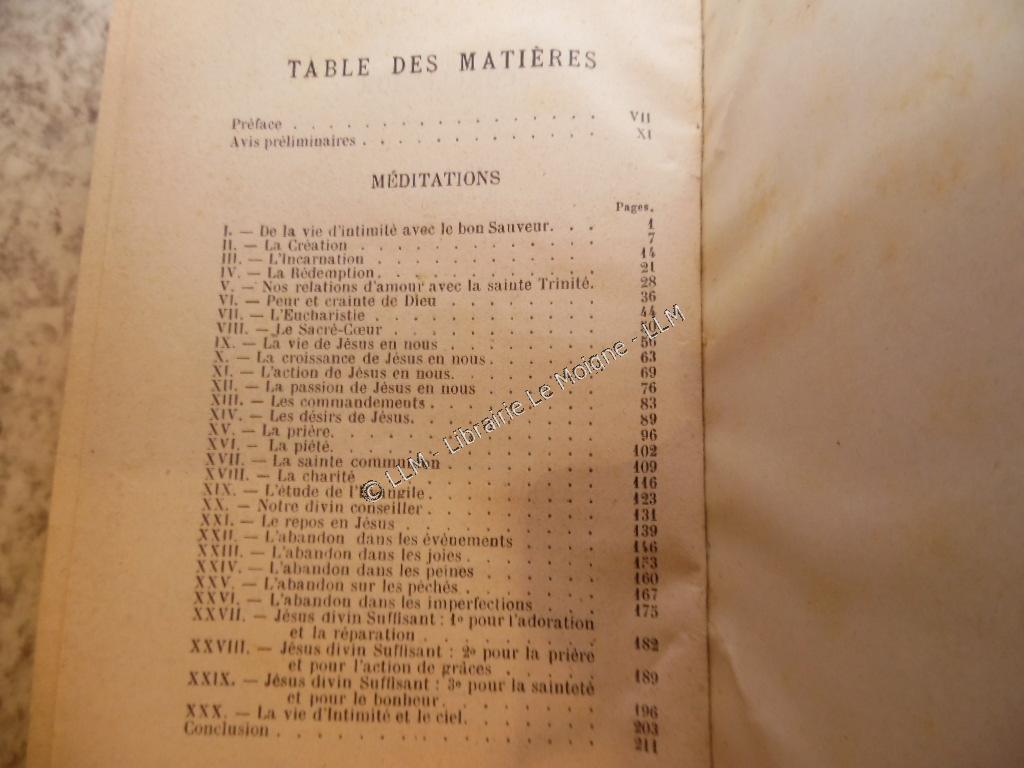 TABLE DES MATIÈRES
Préface . . . . . . . . . . . . . . . . . VII
Avis préliminaires . . . . . . . . . . . . . XI
MÉDITATIONS
Pages.
I. — De la vie d'intimité avec le bon Sauveur. . . 1
II. — La Création . . . . . . . . . . . . 7
III. — L'Incarnation . . . . . . . . . . . 14
IV. — La Rédemption. . . . . . . . . . . 21
V. — Nos relations d'amour avec la sainte Trinité. 28
VI. — Peur et crainte de Dieu . . . . . . . 36
VII. — L'Eucharistie . . . . . . . . . . . 44
VIII. — Le Sacré-Cœur . . . . . . . . . .
IX. — La vie de Jésus en nous . . . . . . . 56
X. — La croissance de Jésus en nous. . . . . 63
XI. — L'action de Jésus en nous. . . . . . . 69
XII. — La passion de Jésus en nous . . . . . 76
XIII. — Les commandements . . . . . . . . 83
XIV. — Les désirs de Jésus. . . . . . . . . 89
XV. — La prière. . . . . . . . . . . . . 96
XVI. — La piété. . . . . . . . . . . . . 102
XVII. — La sainte communion . . . . . . . 109
XVIII. — La charité . . . . . . . . . . . 116
XIX. — L'étude de l'Évangile. . . . . . . . 123
XX. — Notre divin conseiller . . . . . . . . 131
XXI. — Le repos en Jésus . . . . . . . . . 139
XXII. — L'abandon dans les événements . . . . 146
XXIII. — L'abandon dans les joies . . . . . . 153
XXIV. — L'abandon dans les peines . . . . . 160
XXV. — L'abandon sur les péchés . . . . . . 167
XXVI. — L'abandon dans les imperfections . . . 175
XXVII. — Jésus divin Suffisant : 1º pour l'adoration
et la réparation . . . . . . . . . 182
XXVIII. — Jésus divin Suffisant : 2º pour la prière
et pour l'action de grâces . . . . . 189
XXIX. — Jésus divin Suffisant : 3º pour la sainteté
et pour le bonheur. . . . . . . . 196
XXX. — La vie d'Intimité et le ciel. . . . . . 203
Conclusion . . . . . . . . . . . . . . 211
© LLM - Librairie Le Moigne - LLM